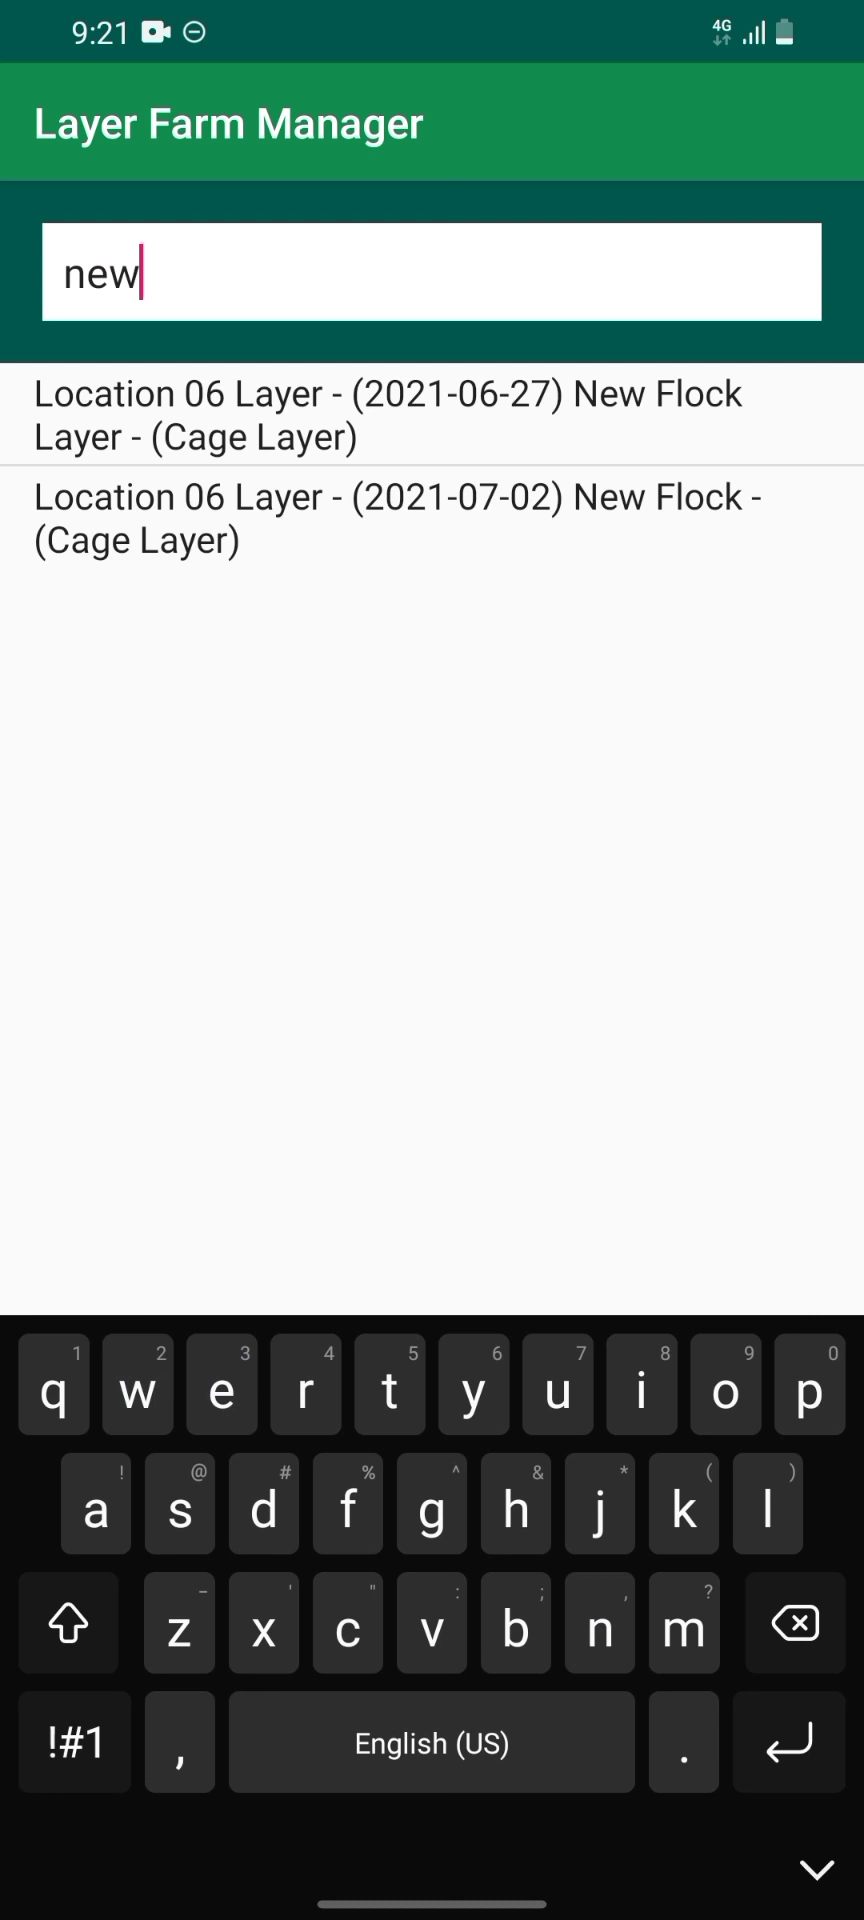 9:21
4G
Layer Farm Manager
new
Location 06 Layer - (2021-06-27) New Flock
Layer - (Cage Layer)
Location 06 Layer - (2021-07-02) New Flock -
(Cage Layer)
1 2 3 4 5 6 7 8 9 0
q w e r t y u i o p
! @ # % ^ & * ( )
a s d f g h j k l
- ' " : ; , ?
z x c v b n m
!#1 , English (US) .